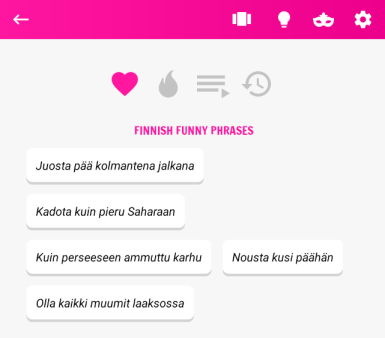 FINNISH FUNNY PHRASES
Juosta pää kolmantena jalkana
Kadota kuin pieru Saharaan
Kuin perseeseen ammuttu karhu
Nousta kusi päähän
Olla kaikki muumit laaksossa